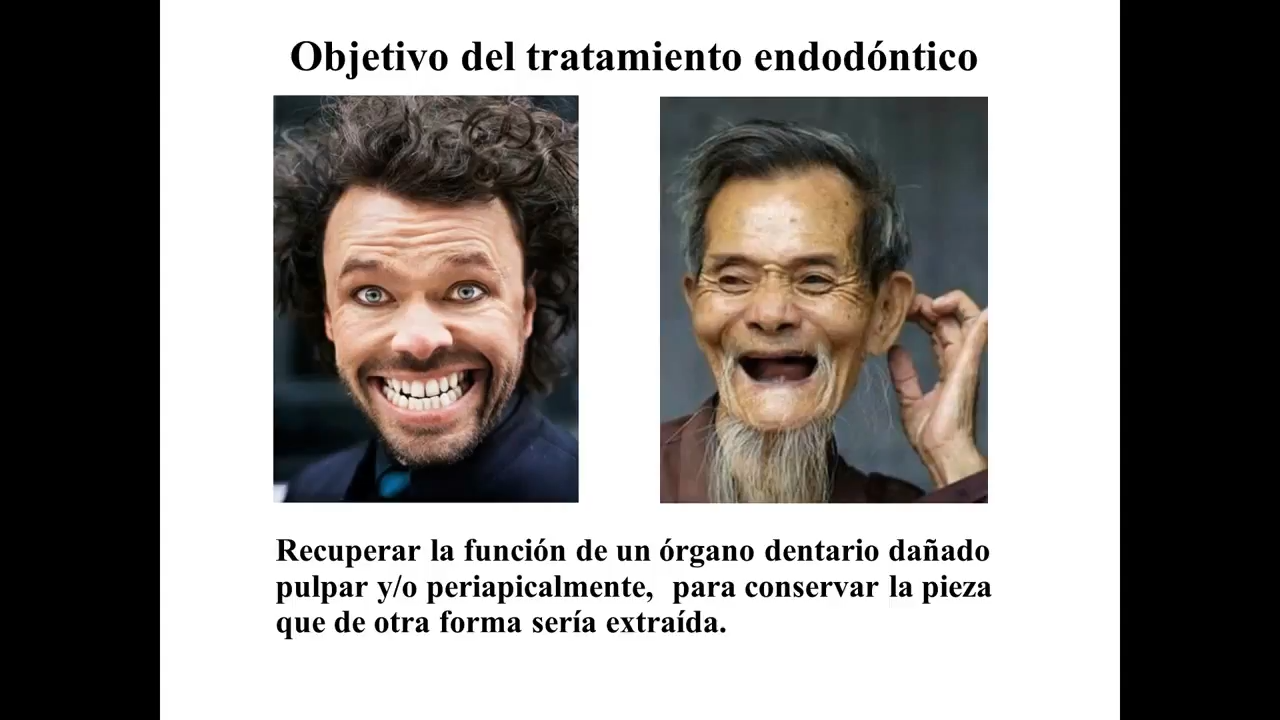 Objetivo del tratamiento endodóntico
Recuperar la función de un órgano dentario dañado
pulpar y/o periapicalmente, para conservar la pieza
que de otra forma sería extraída.